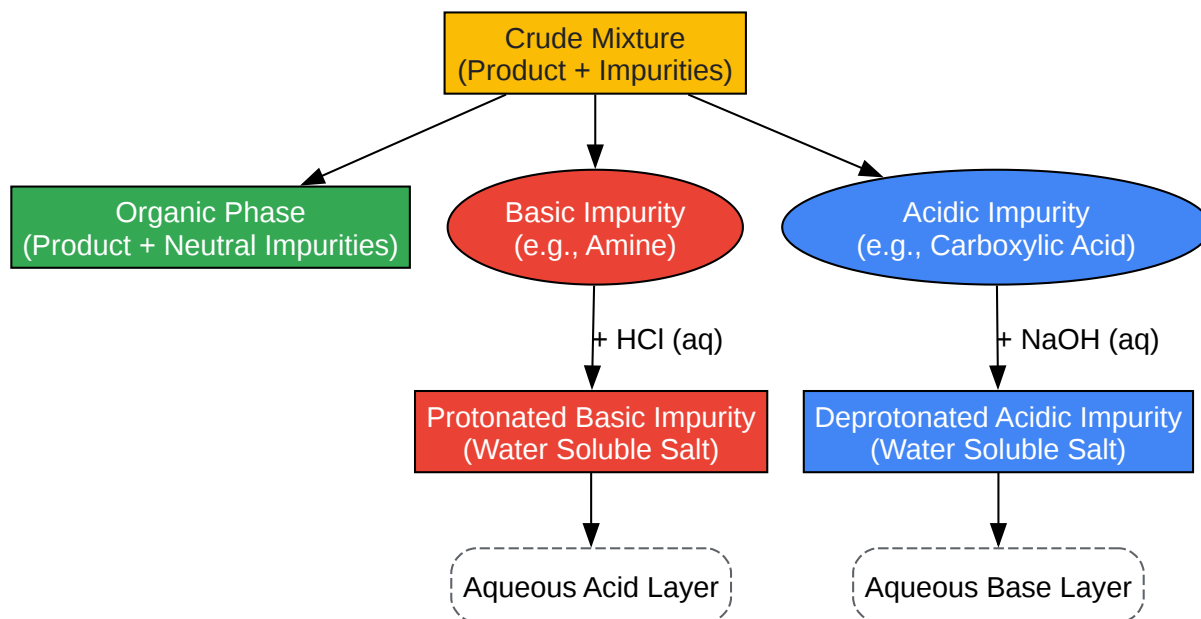 Crude Mixture
(Product + Impurities)
Organic Phase
(Product + Neutral Impurities)
Basic Impurity
(e.g., Amine)
Acidic Impurity
(e.g., Carboxylic Acid)
+ HCl (aq)
+ NaOH (aq)
Protonated Basic Impurity
(Water Soluble Salt)
Deprotonated Acidic Impurity
(Water Soluble Salt)
Aqueous Acid Layer
Aqueous Base Layer